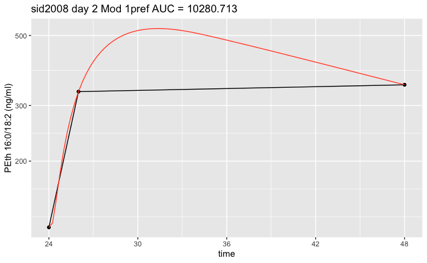 sid2008 day 2 Mod 1pref AUC = 10280.713
500
300
200
PEth 16:0/18:2 (ng/ml)
24
30
36
42
48
time